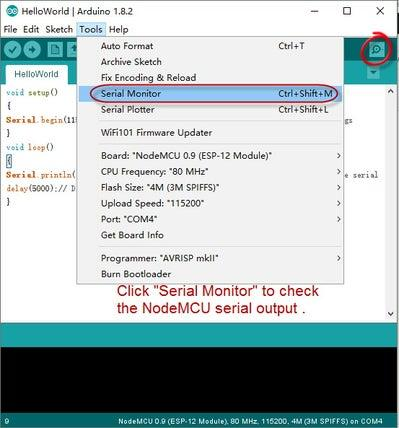 HelloWorld | Arduino 1.8.2
File Edit Sketch Tools Help
Auto Format Ctrl+T
Archive Sketch
Fix Encoding & Reload
Serial Monitor Ctrl+Shift+M
Serial Plotter Ctrl+Shift+L
WiFi101 Firmware Updater
Board: "NodeMCU 0.9 (ESP-12 Module)"
CPU Frequency: "80 MHz"
Flash Size: "4M (3M SPIFFS)"
Upload Speed: "115200"
Port: "COM4"
Get Board Info
Programmer: "AVRISP mkII"
Burn Bootloader
HelloWorld
void setup()
{
Serial.begin(115 gs
}
void loop()
{
Serial.println( e serial
delay(5000);// D
}
Click "Serial Monitor" to check
the NodeMCU serial output .
9 NodeMCU 0.9 (ESP-12 Module), 80 MHz, 115200, 4M (3M SPIFFS) on COM4